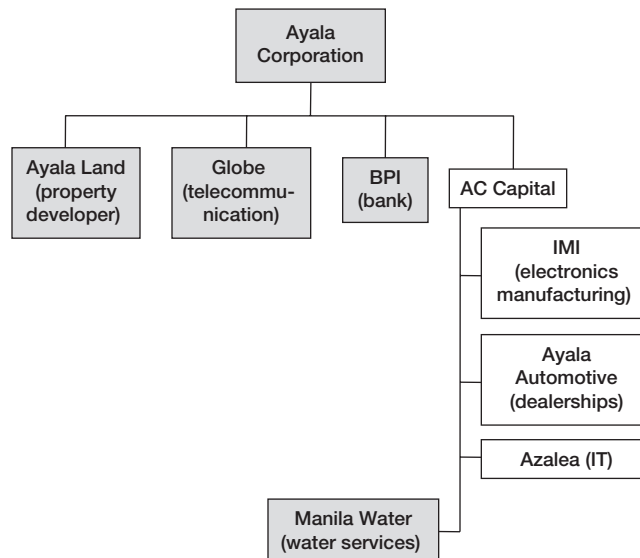 Ayala
Corporation
Ayala Land
(property
developer)
Globe
(telecommu-
nication)
BPI
(bank)
AC Capital
IMI
(electronics
manufacturing)
Ayala
Automotive
(dealerships)
Azalea (IT)
Manila Water
(water services)